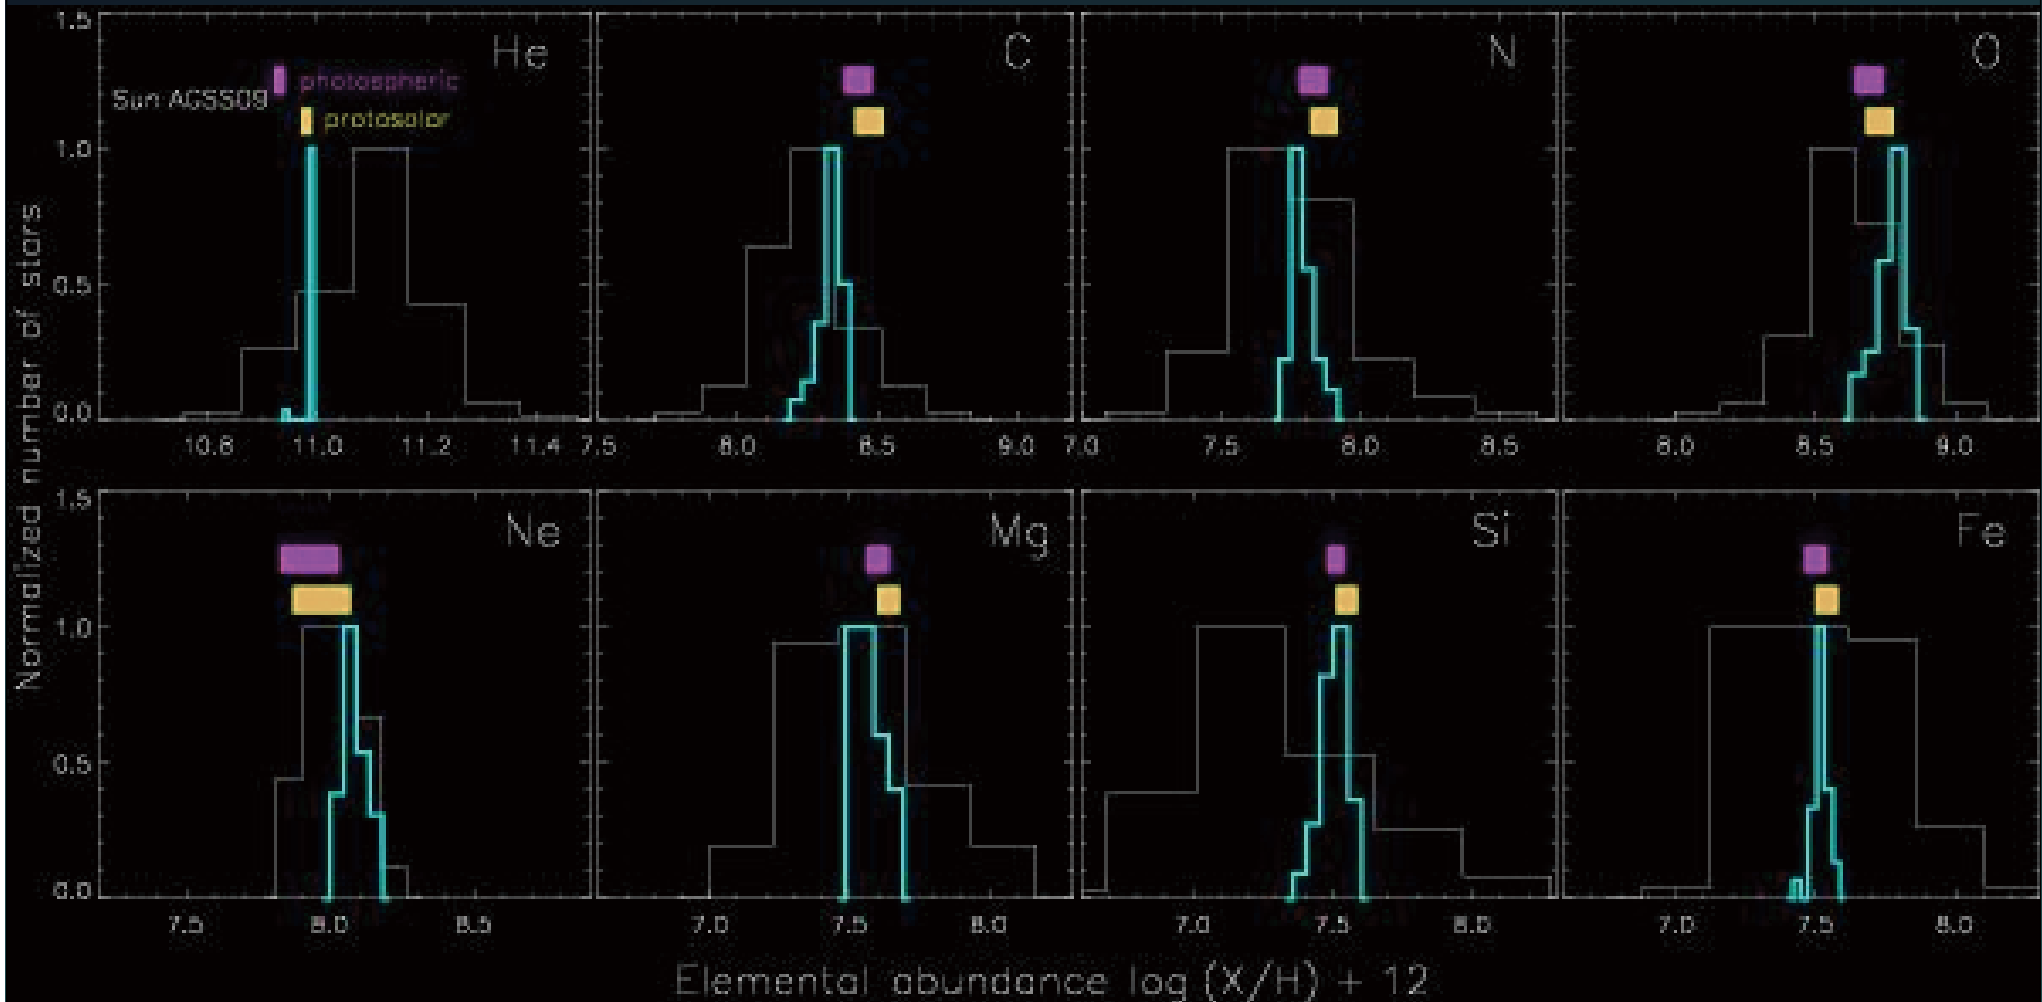 He
C
N
O
photospheric
Sun AGSS09
protosolar
1.5
1.0
0.5
0.0
10.8 11.0 11.2 11.4 7.5 8.0 8.5 9.0 7.0 7.5 8.0 8.5 8.0 8.5 9.0
Normalized number of stars
Ne
Mg
Si
Fe
1.5
1.0
0.5
0.0
7.5 8.0 8.5 7.0 7.5 8.0 7.0 7.5 8.0 7.0 7.5 8.0
Elemental abundance log (X/H) + 12